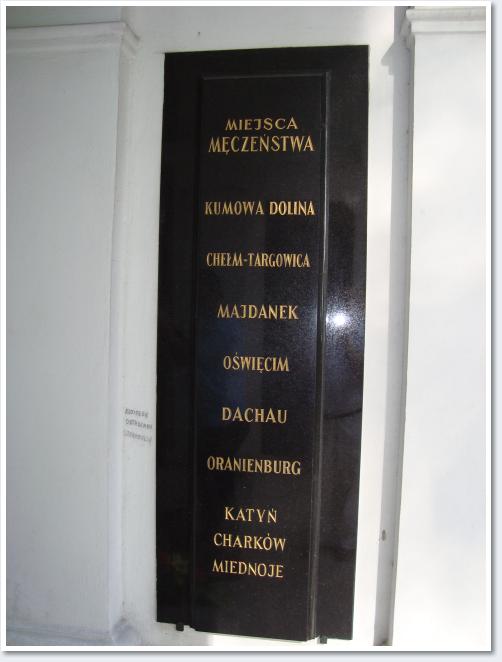 MIEJSCA
MĘCZEŃSTWA
KUMOWA DOLINA
CHEŁM-TARGOWICA
MAJDANEK
OŚWIĘCIM
DACHAU
ORANIENBURG
KATYŃ
CHARKÓW
MIEDNOJE